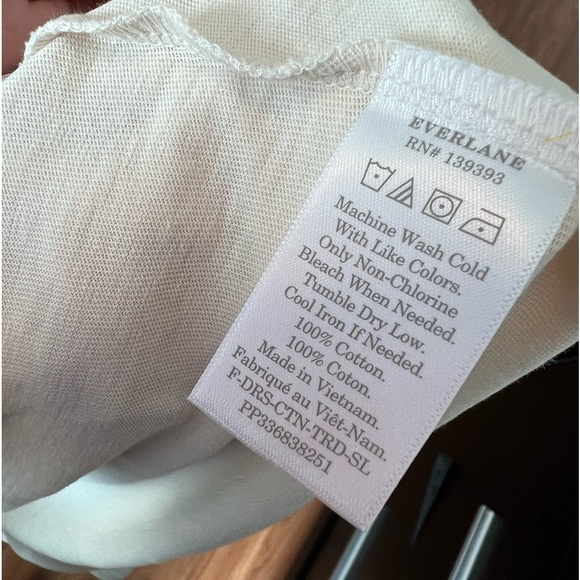 EVERLANE
RN# 139393
Machine Wash Cold
With Like Colors.
Only Non-Chlorine
Bleach When Needed.
Tumble Dry Low.
Cool Iron If Needed.
100% Cotton.
100% Coton.
Made in Vietnam.
Fabriqué au Viêt-Nam.
F-DRS-CTN-TRD-SL
PP336838251